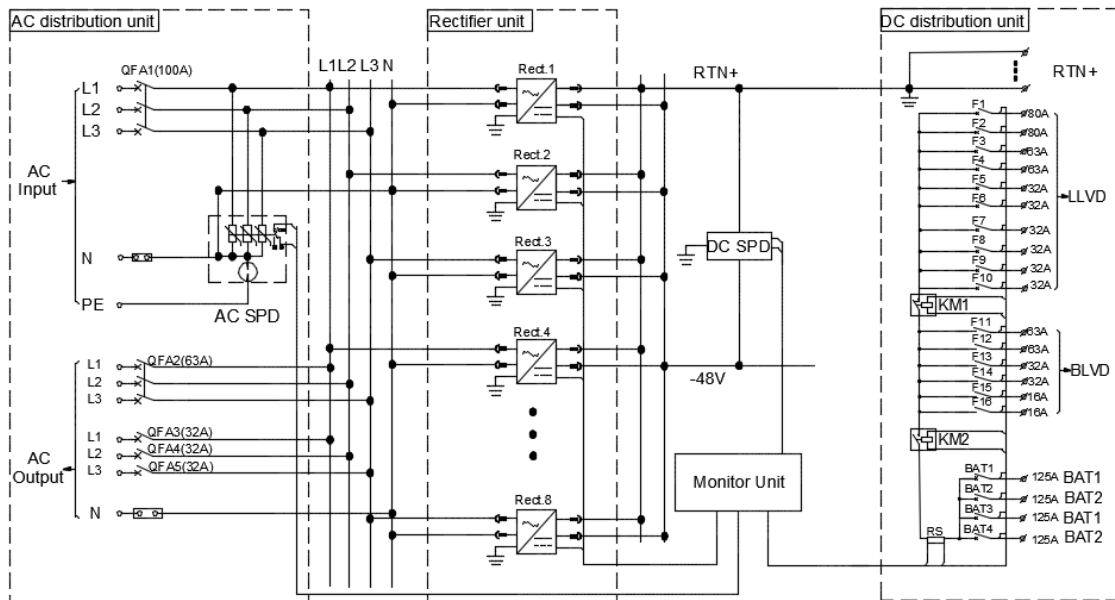 AC distribution unit
Rectifier unit
DC distribution unit
L1 L2 L3 N
QFA1(100A)
L1
L2
L3
AC
Input
N
PE
AC SPD
L1
QFA2(63A)
L2
L3
L1
QFA3(32A)
L2
QFA4(32A)
L3
QFA5(32A)
AC
Output
N
Rect.1
Rect.2
Rect.3
Rect.4
Rect.8
RTN+
DC SPD
-48V
Monitor Unit
RTN+
F1 80A
F2 80A
F3 63A
F4 63A
F5 32A
F6 32A
F7 32A
F8 32A
F9 32A
F10 32A
LLVD
KM1
F11 63A
F12 63A
F13 32A
F14 32A
F15 16A
F16 16A
BLVD
KM2
BAT1 125A BAT1
BAT2 125A BAT2
BAT3 125A BAT1
RS BAT4 125A BAT2